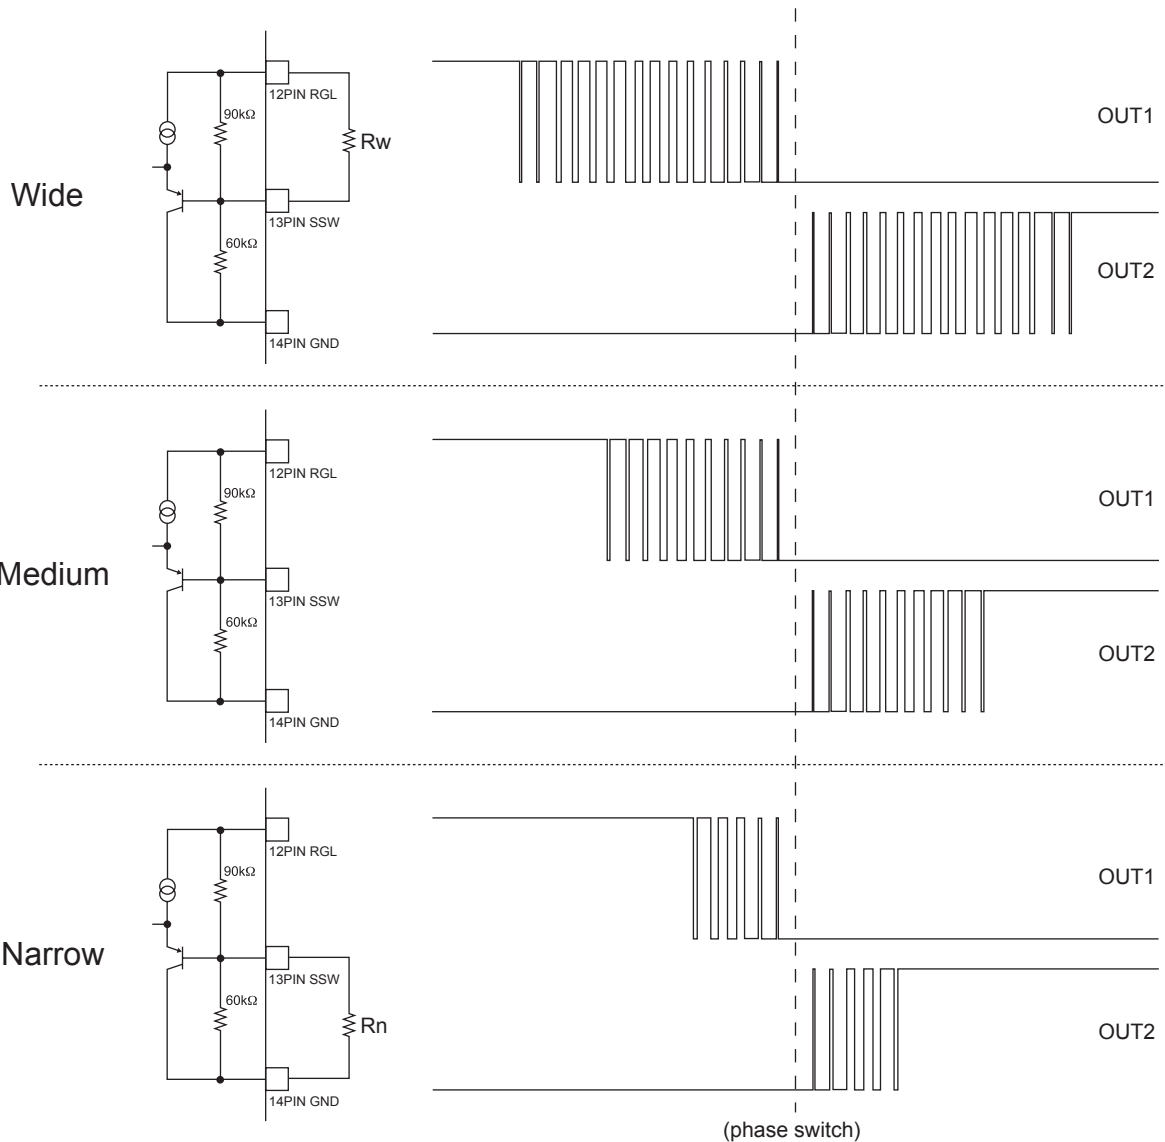 Wide
12PIN RGL
90kΩ
Rw
13PIN SSW
60kΩ
14PIN GND
OUT1
OUT2
Medium
12PIN RGL
90kΩ
13PIN SSW
60kΩ
14PIN GND
OUT1
OUT2
Narrow
12PIN RGL
90kΩ
13PIN SSW
60kΩ
Rn
14PIN GND
OUT1
OUT2
(phase switch)